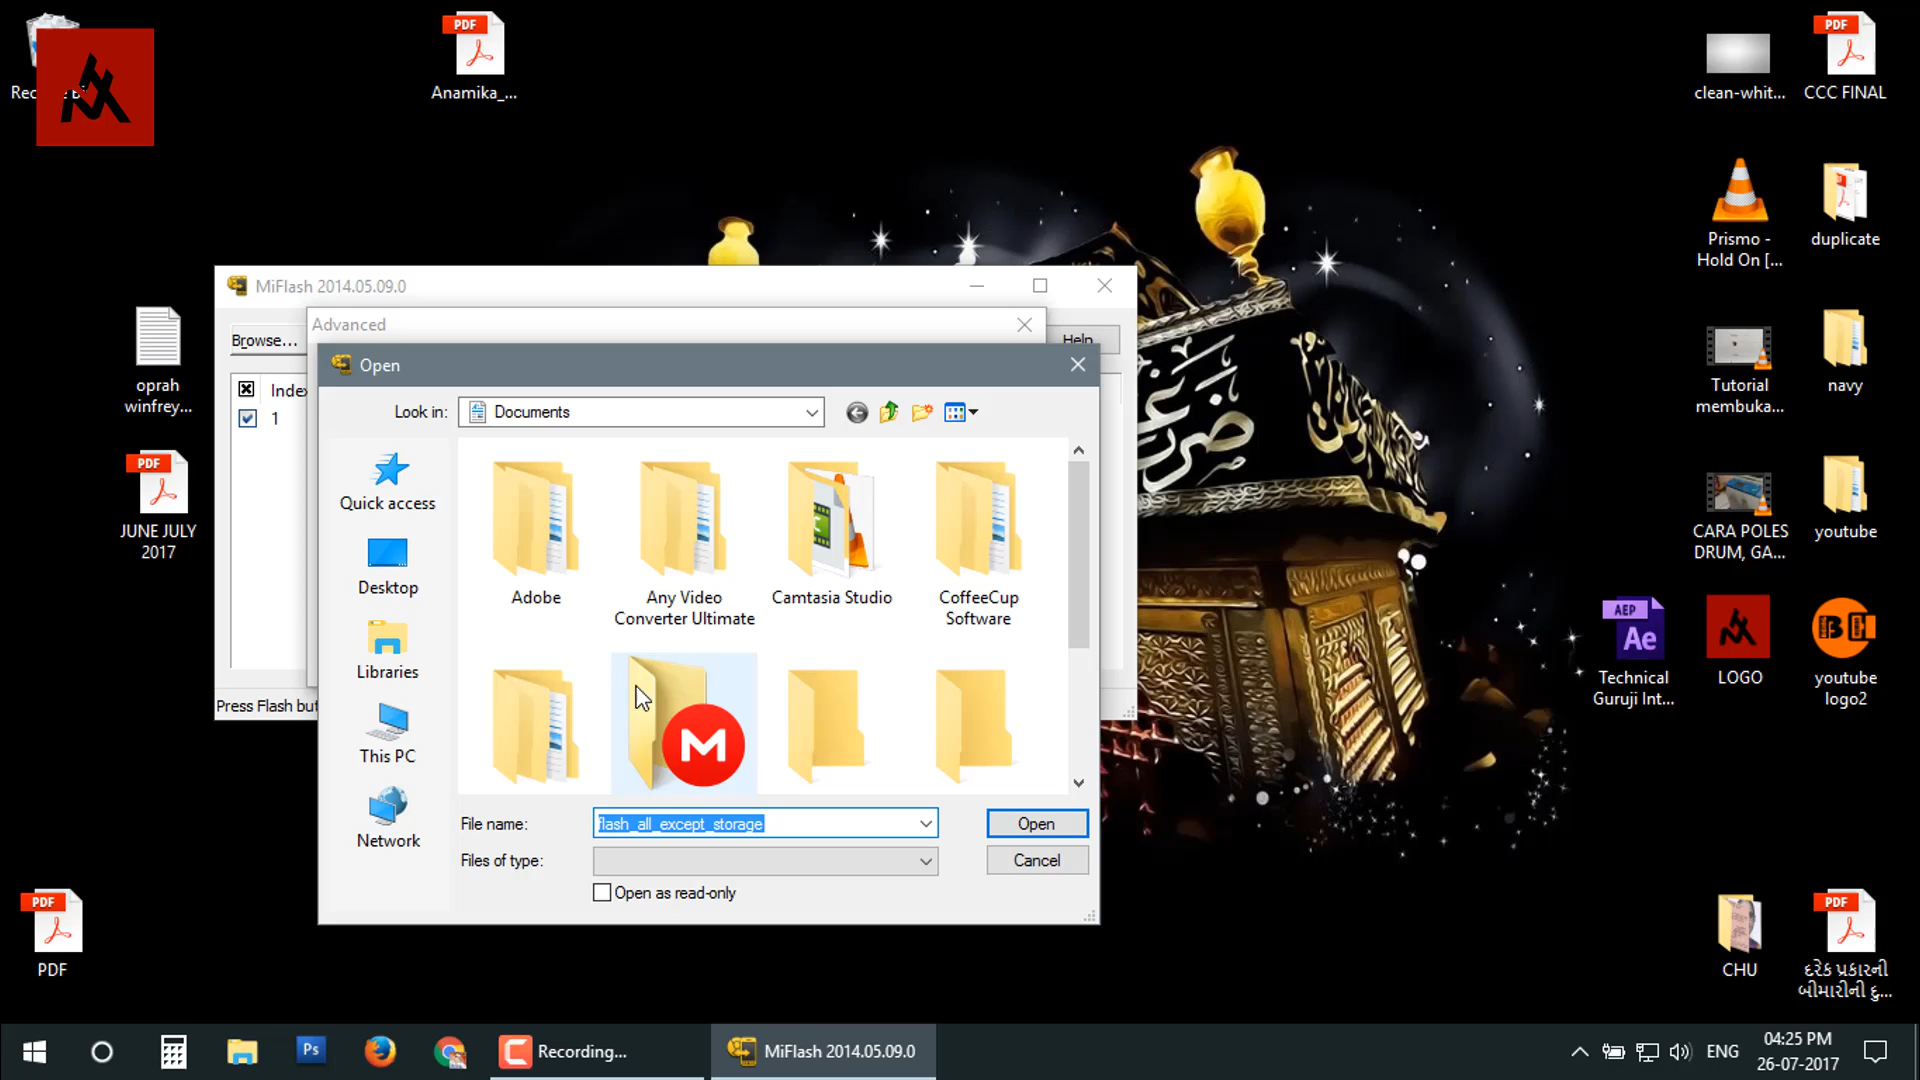 Anamika_...
clean-whit...
CCC FINAL
Prismo -
Hold On [...
duplicate
oprah
winfrey...
Tutorial
membuka...
navy
JUNE JULY
2017
CARA POLES
DRUM, GA...
youtube
Technical
Guruji Int...
LOGO
youtube
logo2
PDF
CHU
દરેક પ્રકારની
બીમારીની દુ...
MiFlash 2014.05.09.0
Browse...
Help
Advanced
Index
1
Press Flash but
Open
Look in:
Documents
Quick access
Desktop
Libraries
This PC
Network
Adobe
Any Video
Converter Ultimate
Camtasia Studio
CoffeeCup
Software
File name:
flash_all_except_storage
Open
Files of type:
Cancel
Open as read-only
Recording...
MiFlash 2014.05.09.0
ENG
04:25 PM
26-07-2017